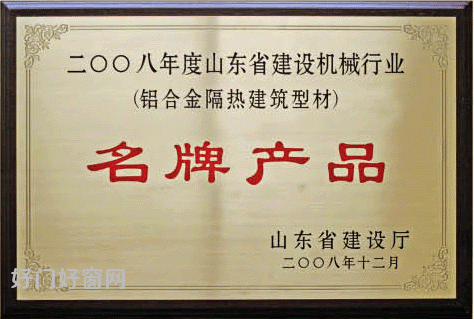 二〇〇八年度山东省建设机械行业
(铝合金隔热建筑型材)
名牌产品
山东省建设厅
二〇〇八年十二月
好门好窗网